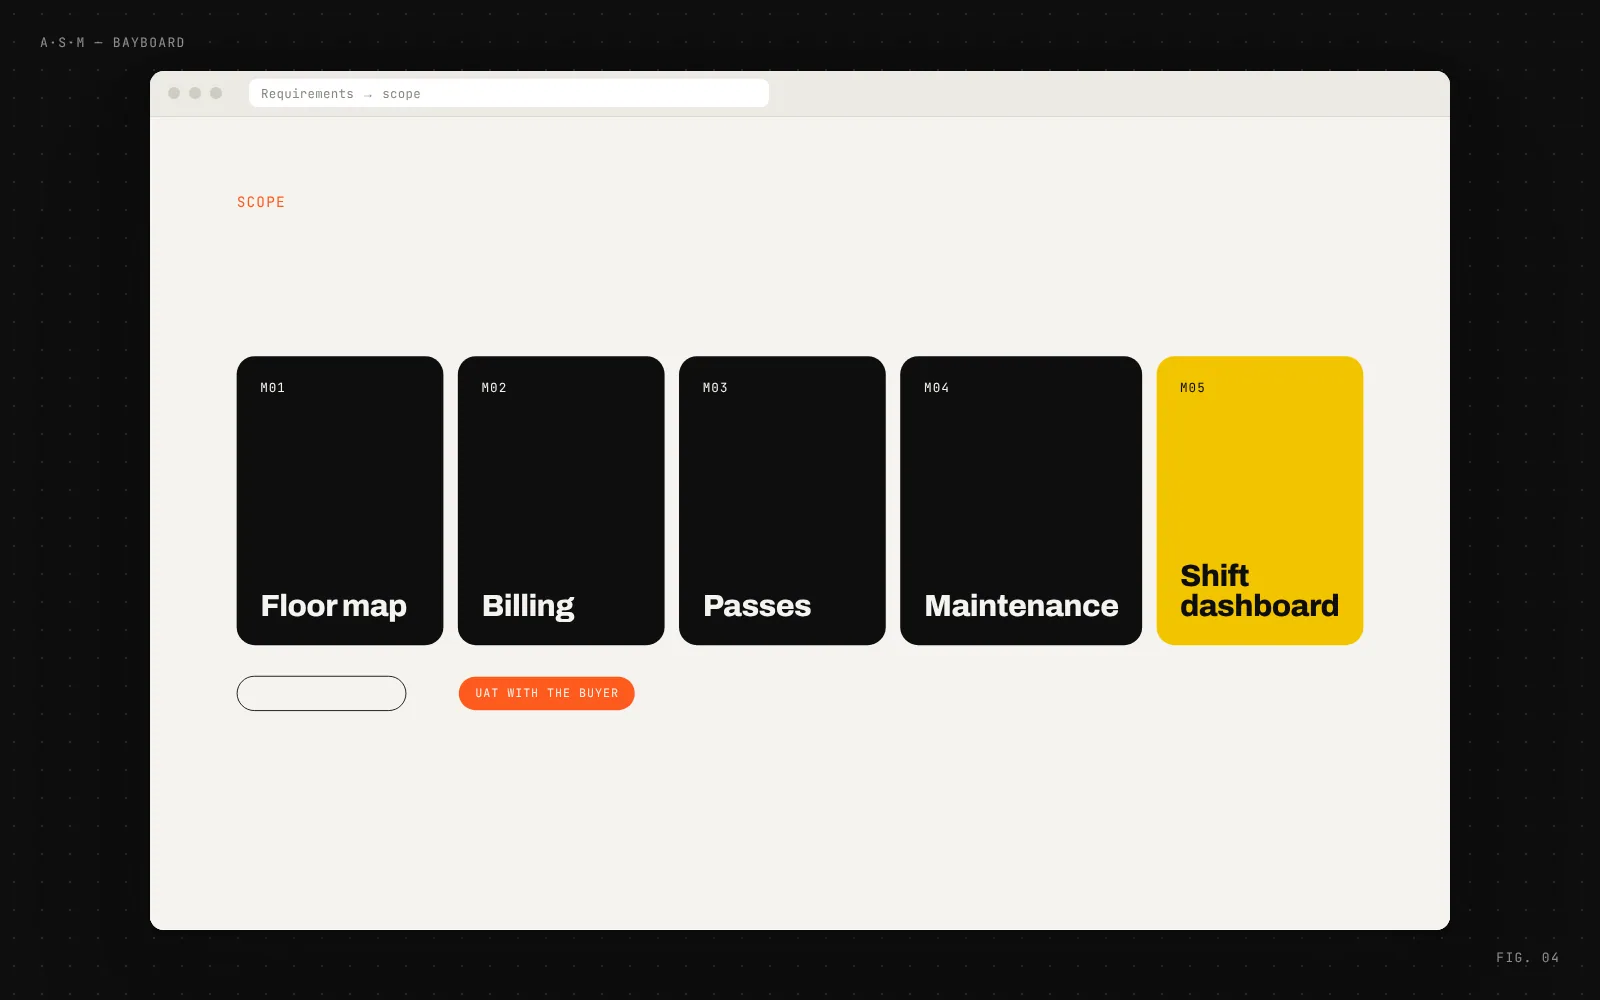 A·S·M — BAYBOARD
Requirements → scope
SCOPE
M01
Floor map
M02
Billing
M03
Passes
M04
Maintenance
M05
Shift
dashboard
UAT WITH THE BUYER
FIG. 04